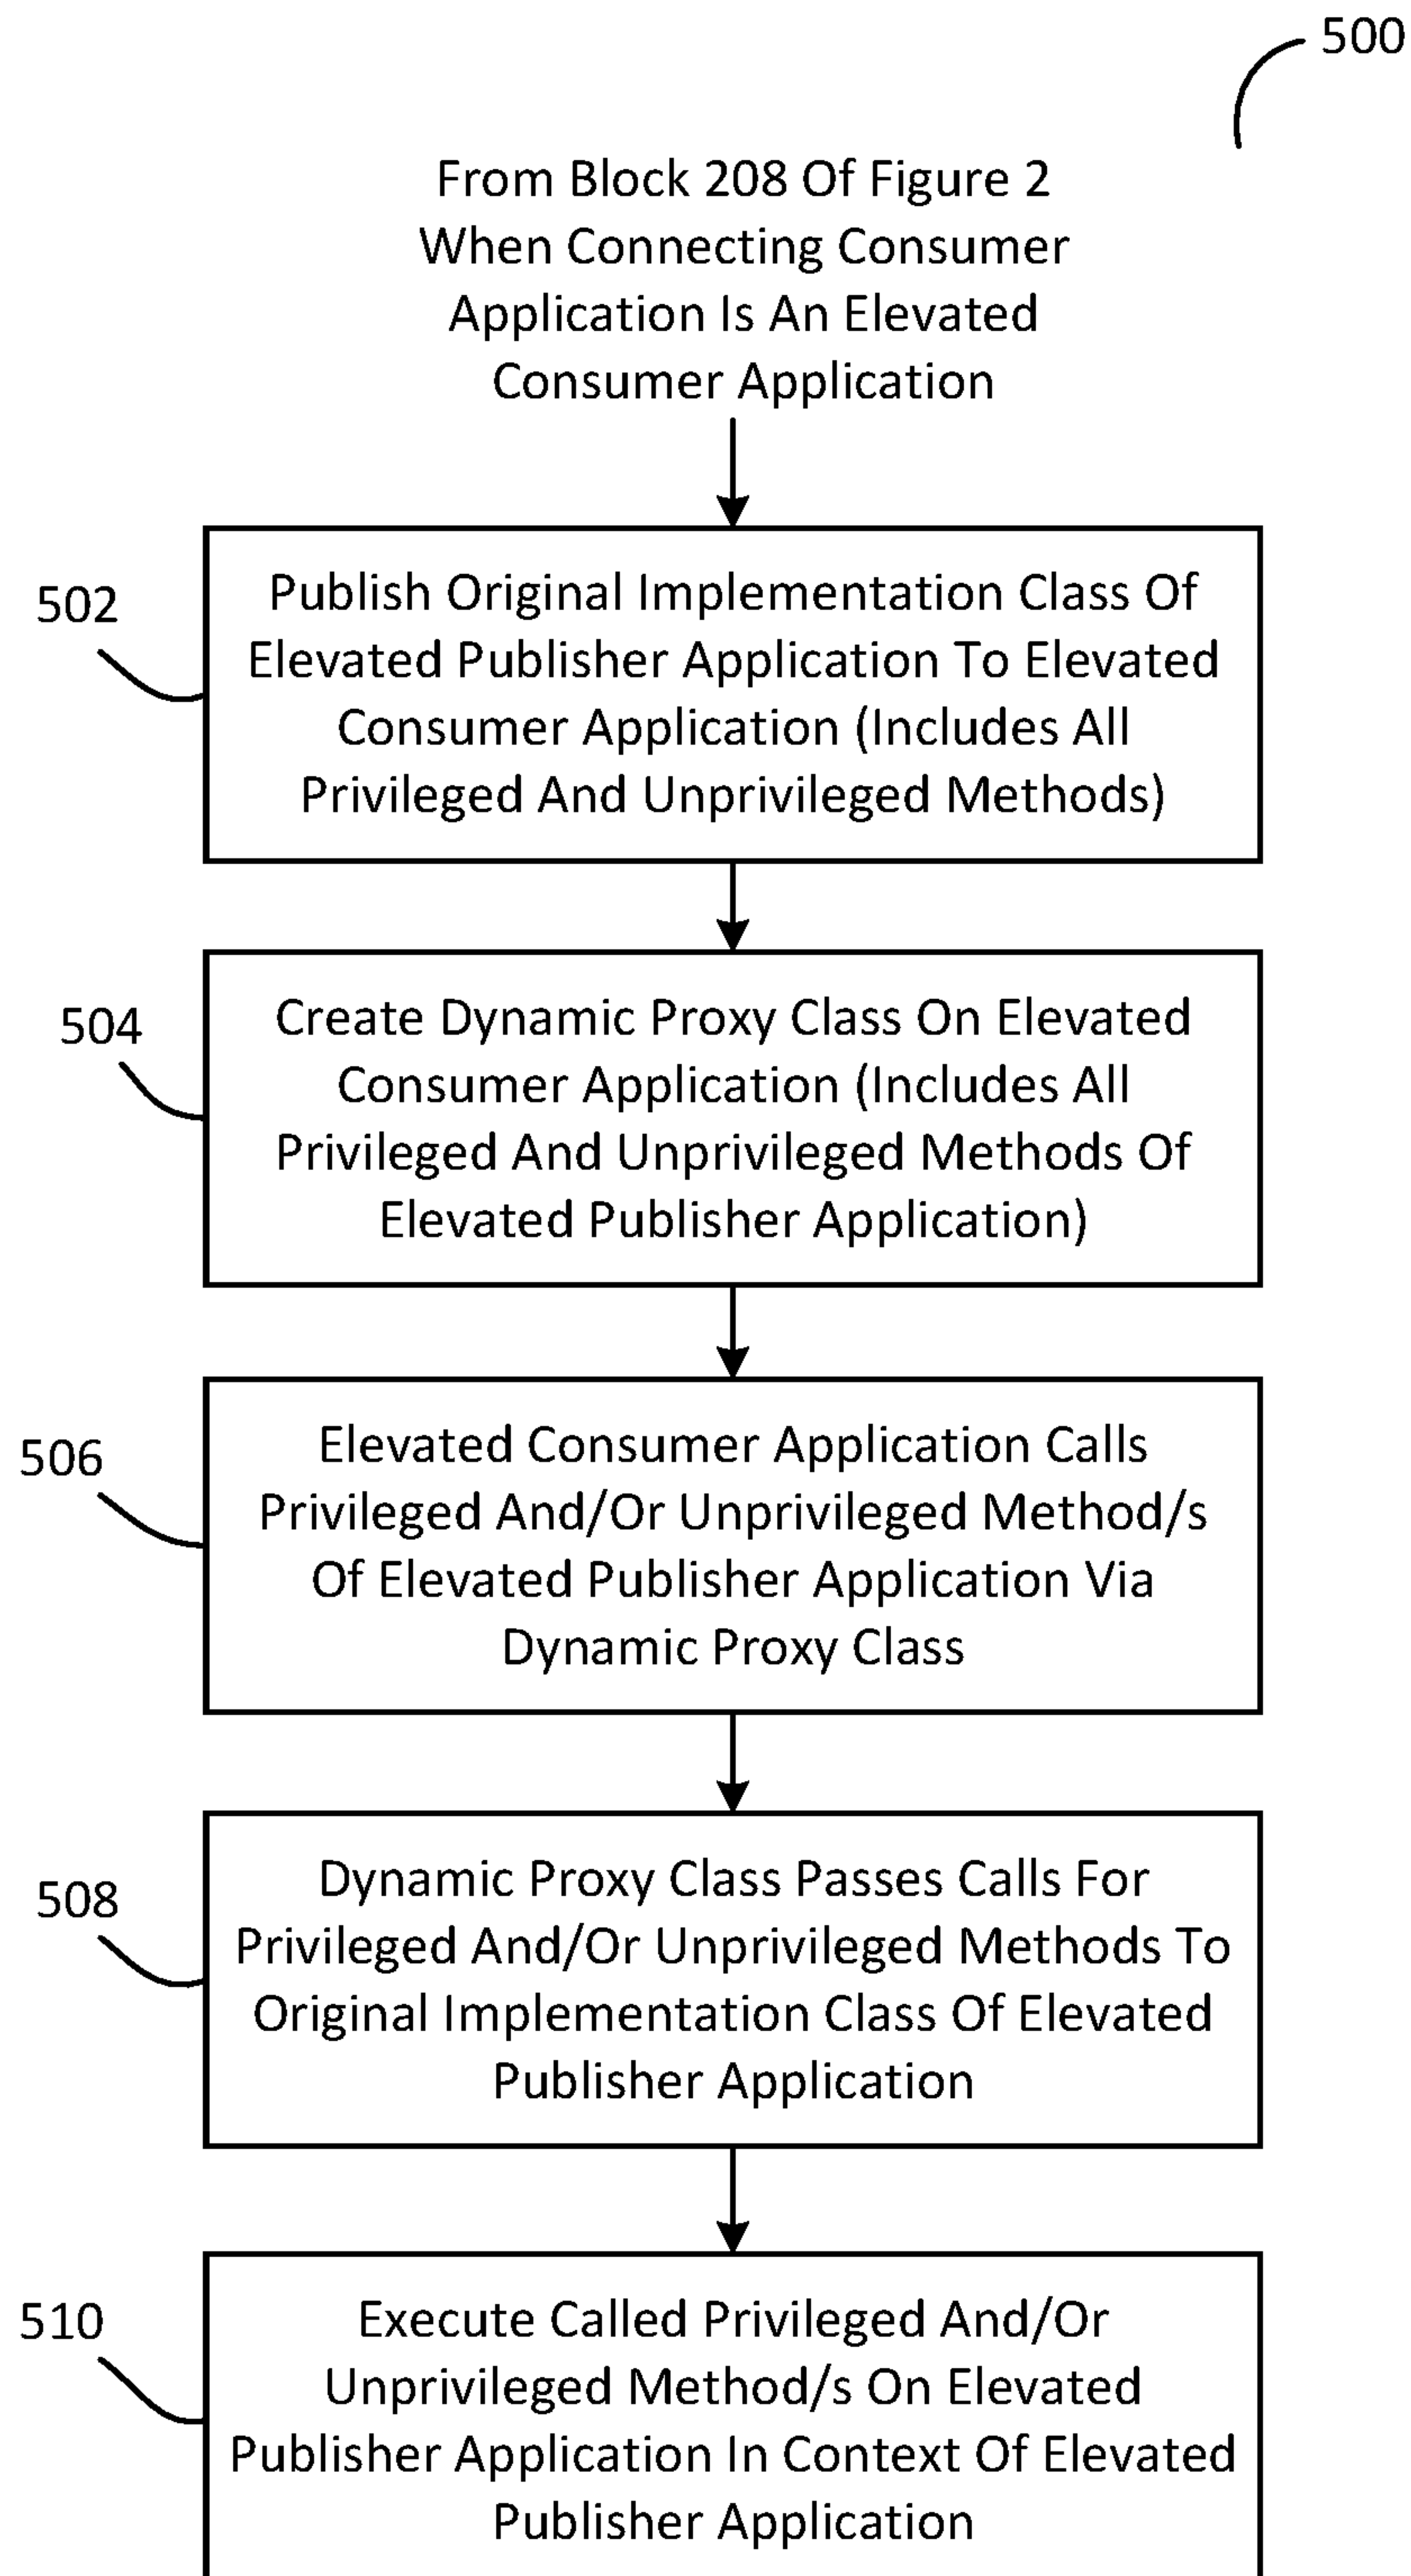 500
From Block 208 Of Figure 2
When Connecting Consumer
Application Is An Elevated
Consumer Application
502
Publish Original Implementation Class Of
Elevated Publisher Application To Elevated
Consumer Application (Includes All
Privileged And Unprivileged Methods)
504
Create Dynamic Proxy Class On Elevated
Consumer Application (Includes All
Privileged And Unprivileged Methods Of
Elevated Publisher Application)
506
Elevated Consumer Application Calls
Privileged And/Or Unprivileged Method/s
Of Elevated Publisher Application Via
Dynamic Proxy Class
508
Dynamic Proxy Class Passes Calls For
Privileged And/Or Unprivileged Methods To
Original Implementation Class Of Elevated
Publisher Application
510
Execute Called Privileged And/Or
Unprivileged Method/s On Elevated
Publisher Application In Context Of Elevated
Publisher Application